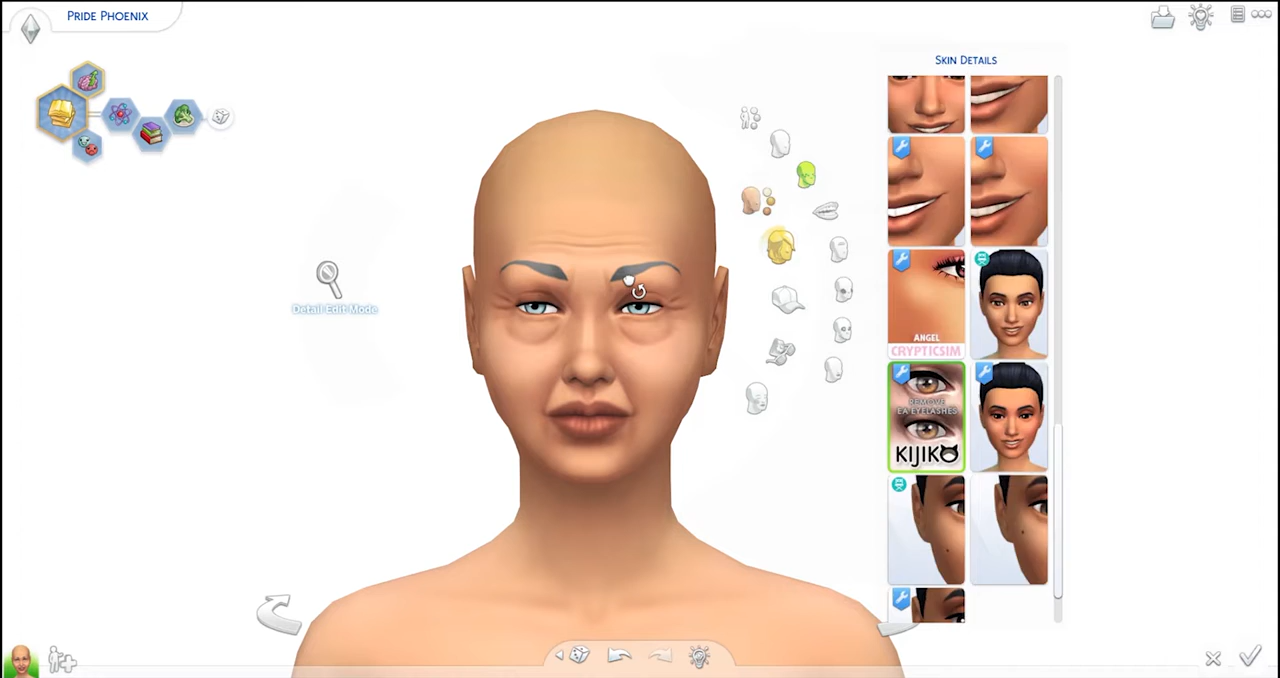 PRIDE PHOENIX
SKIN DETAILS
Detail Edit Mode
ANGEL
CRYPTICSIM
REMOVE
EA EYELASHES
KIJIKO